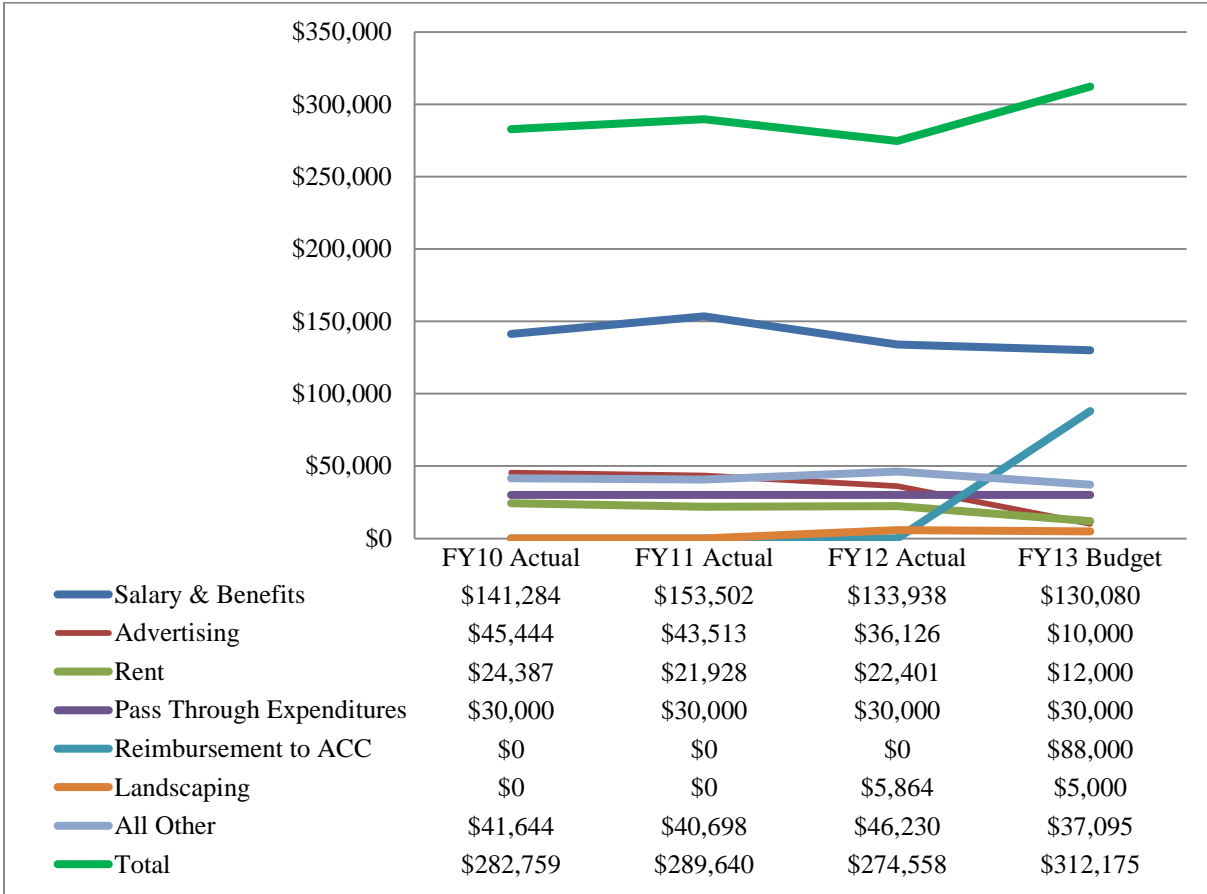 $350,000
$300,000
$250,000
$200,000
$150,000
$100,000
$50,000
$0
FY10 Actual FY11 Actual FY12 Actual FY13 Budget
Salary & Benefits $141,284 $153,502 $133,938 $130,080
Advertising $45,444 $43,513 $36,126 $10,000
Rent $24,387 $21,928 $22,401 $12,000
Pass Through Expenditures $30,000 $30,000 $30,000 $30,000
Reimbursement to ACC $0 $0 $0 $88,000
Landscaping $0 $0 $5,864 $5,000
All Other $41,644 $40,698 $46,230 $37,095
Total $282,759 $289,640 $274,558 $312,175